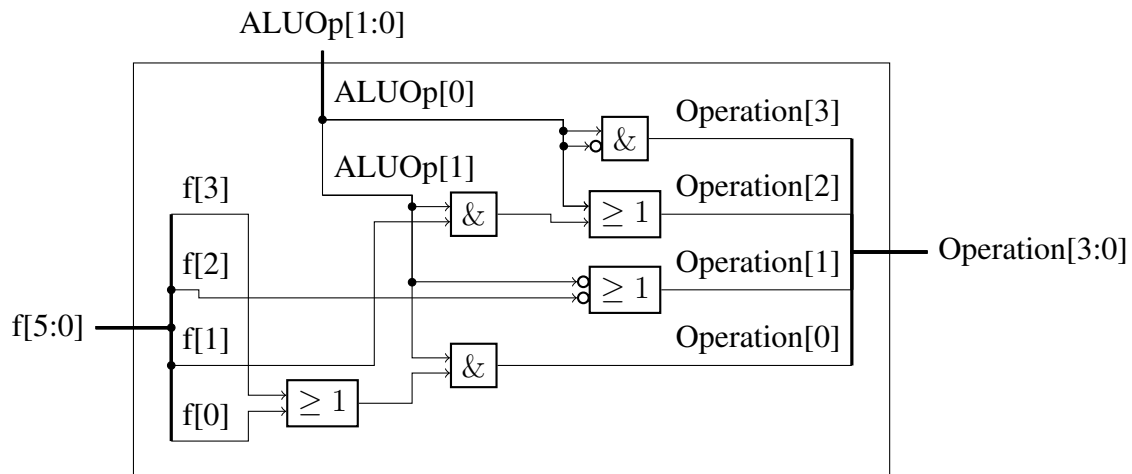 ALUOp[1:0]
ALUOp[0]
Operation[3]
&
ALUOp[1]
Operation[2]
f[3]
&
≥ 1
f[2]
Operation[1]
Operation[3:0]
≥ 1
f[5:0]
f[1]
Operation[0]
&
f[0]
≥ 1